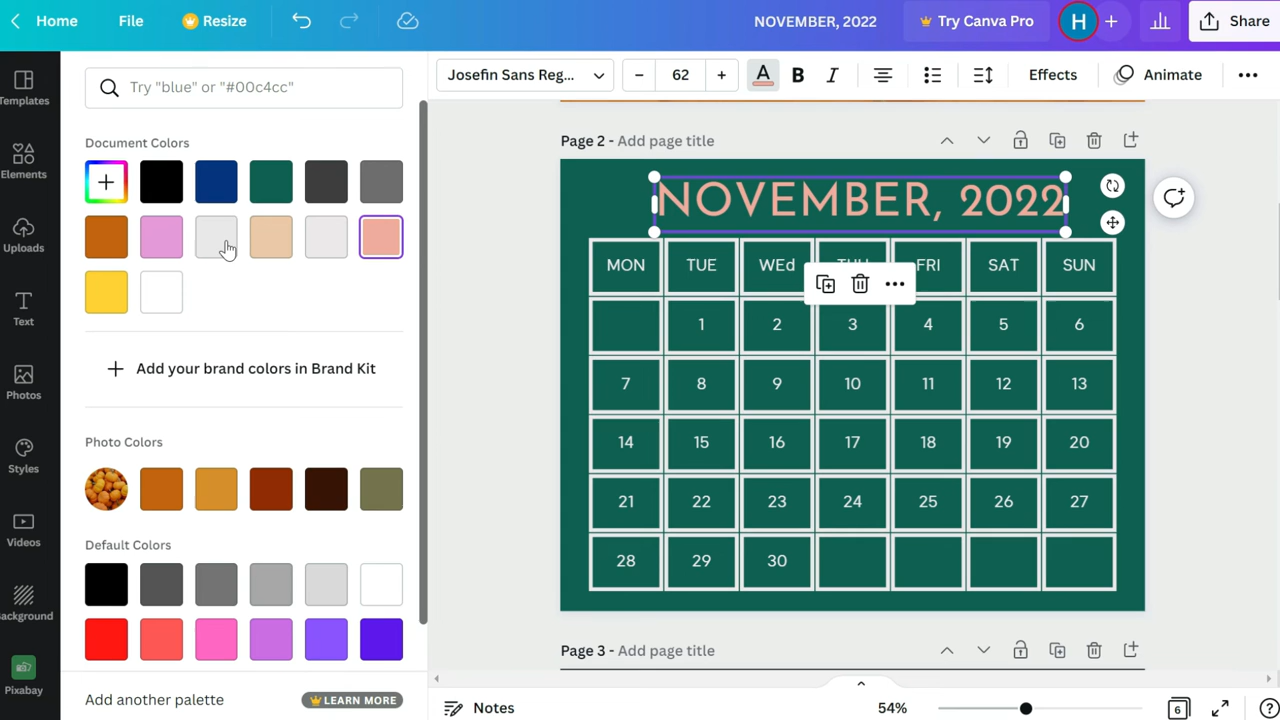 Home File Resize NOVEMBER, 2022 Try Canva Pro H + Share
Templates
Elements
Uploads
Text
Photos
Styles
Videos
Background
Pixabay
Try "blue" or "#00c4cc"
Document Colors
Add your brand colors in Brand Kit
Photo Colors
Default Colors
Add another palette LEARN MORE
Josefin Sans Reg... – 62 + A B I Effects Animate
Page 2 - Add page title
NOVEMBER, 2022
MON TUE WEd THU FRI SAT SUN
1 2 3 4 5 6
7 8 9 10 11 12 13
14 15 16 17 18 19 20
21 22 23 24 25 26 27
28 29 30
Page 3 - Add page title
Notes 54% 6 ?